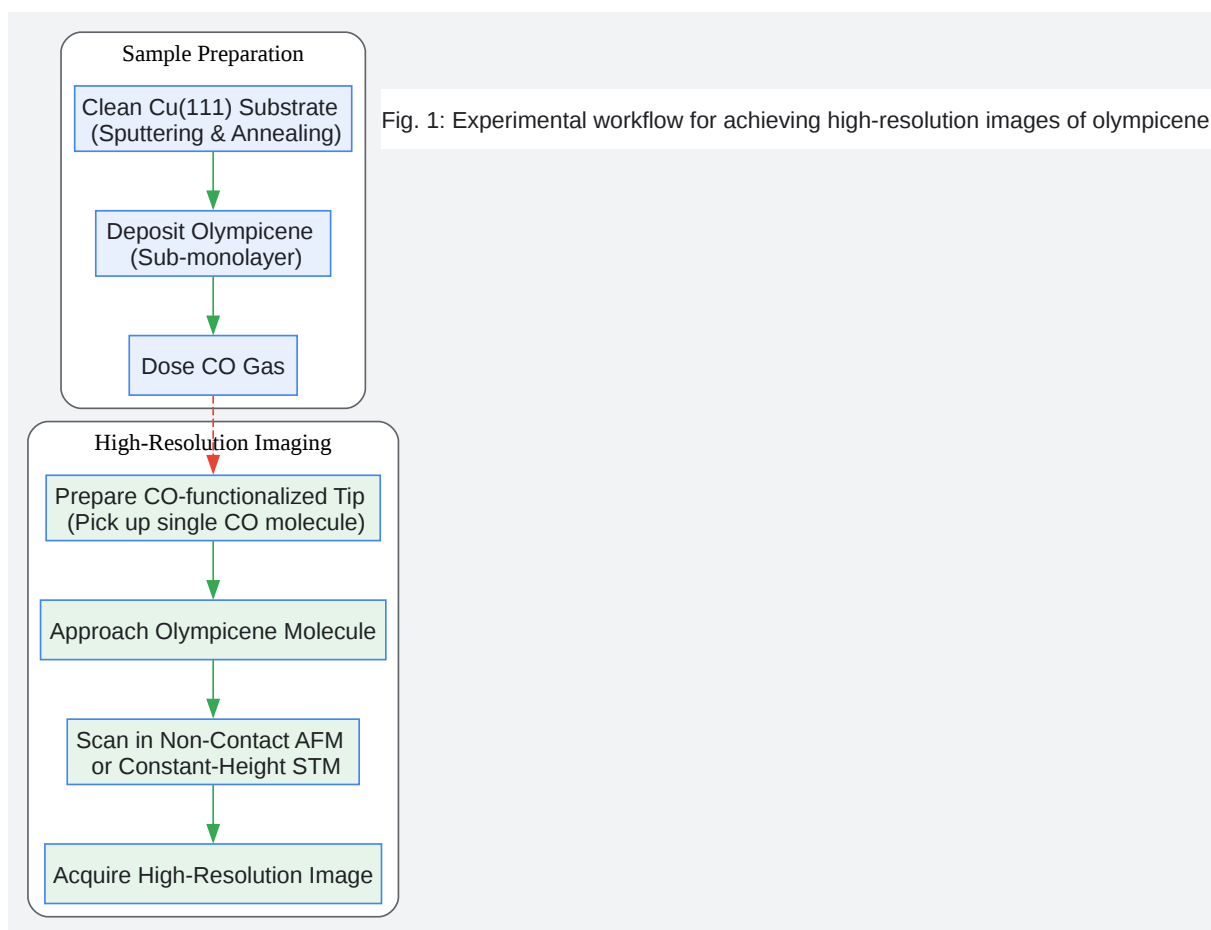 Sample Preparation
Clean Cu(111) Substrate
(Sputtering & Annealing)
Fig. 1: Experimental workflow for achieving high-resolution images of olympicene
Deposit Olympicene
(Sub-monolayer)
Dose CO Gas
High-Resolution Imaging
Prepare CO-functionalized Tip
(Pick up single CO molecule)
Approach Olympicene Molecule
Scan in Non-Contact AFM
or Constant-Height STM
Acquire High-Resolution Image